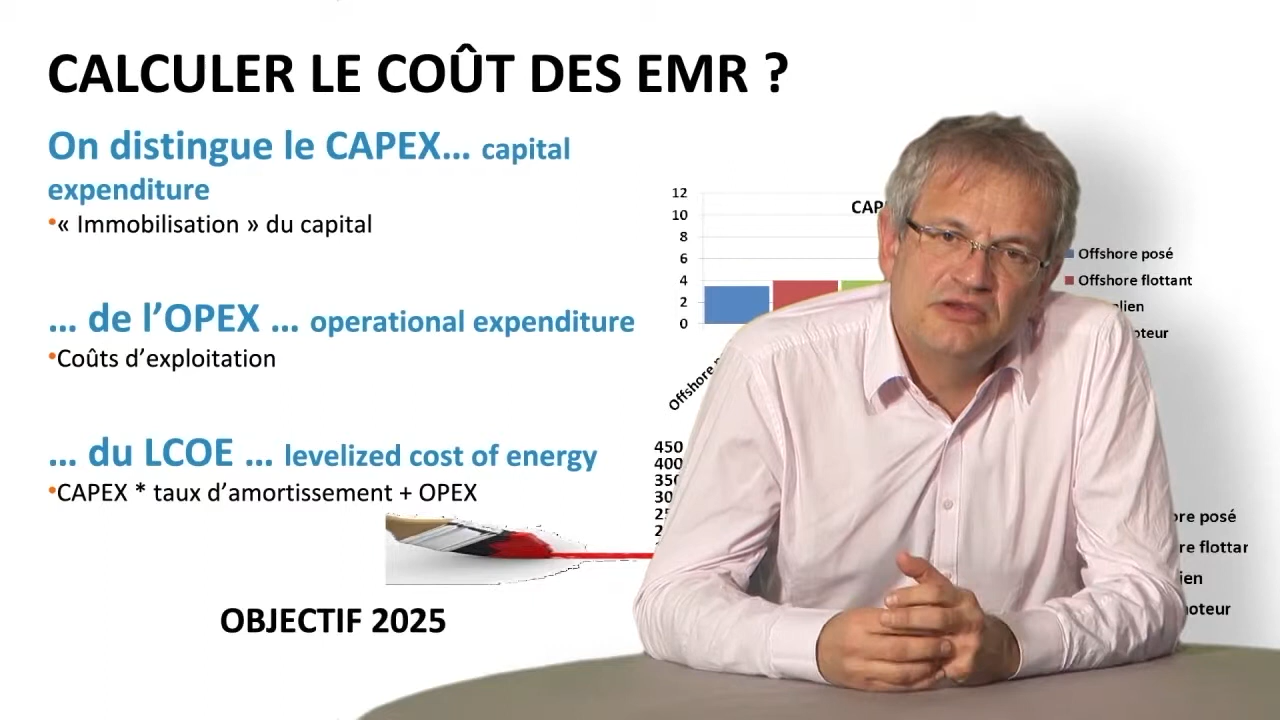 CALCULER LE COÛT DES EMR ?
On distingue le CAPEX... capital
expenditure
•« Immobilisation » du capital
... de l’OPEX ... operational expenditure
•Coûts d’exploitation
... du LCOE ... levelized cost of energy
•CAPEX * taux d’amortissement + OPEX
OBJECTIF 2025
12
10
8
6
4
2
0
Offshore posé
Offshore flottant
Offshore
450
400